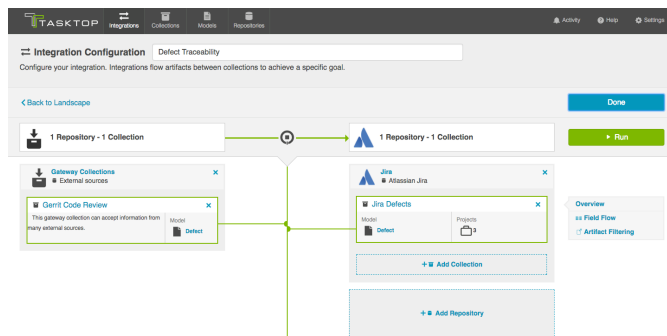 TASKTOP
Integrations
Collections
Models
Repositories
Activity
Help
Settings
Integration Configuration
Defect Traceability
Configure your integration. Integrations flow artifacts between collections to achieve a specific goal.
Back to Landscape
Done
1 Repository - 1 Collection
1 Repository - 1 Collection
Run
Gateway Collections
External sources
Gerrit Code Review
This gateway collection can accept information from
many external sources.
Model
Defect
Jira
Atlassian Jira
Jira Defects
Model
Defect
Projects
3
+ Add Collection
+ Add Repository
Overview
Field Flow
Artifact Filtering